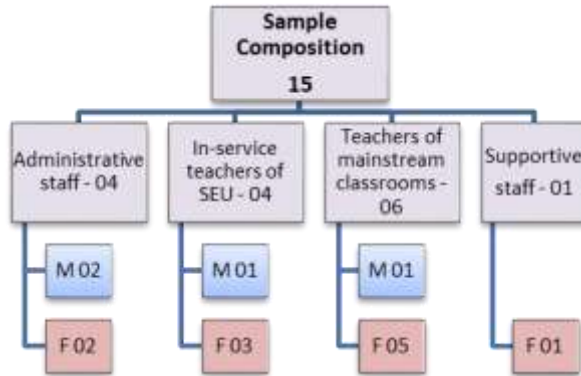 Sample
Composition
15
Administrative
staff - 04
In-service
teachers of
SEU - 04
Teachers of
mainstream
classrooms -
06
Supportive
staff - 01
M 02
M 01
M 01
F 02
F 03
F 05
F 01